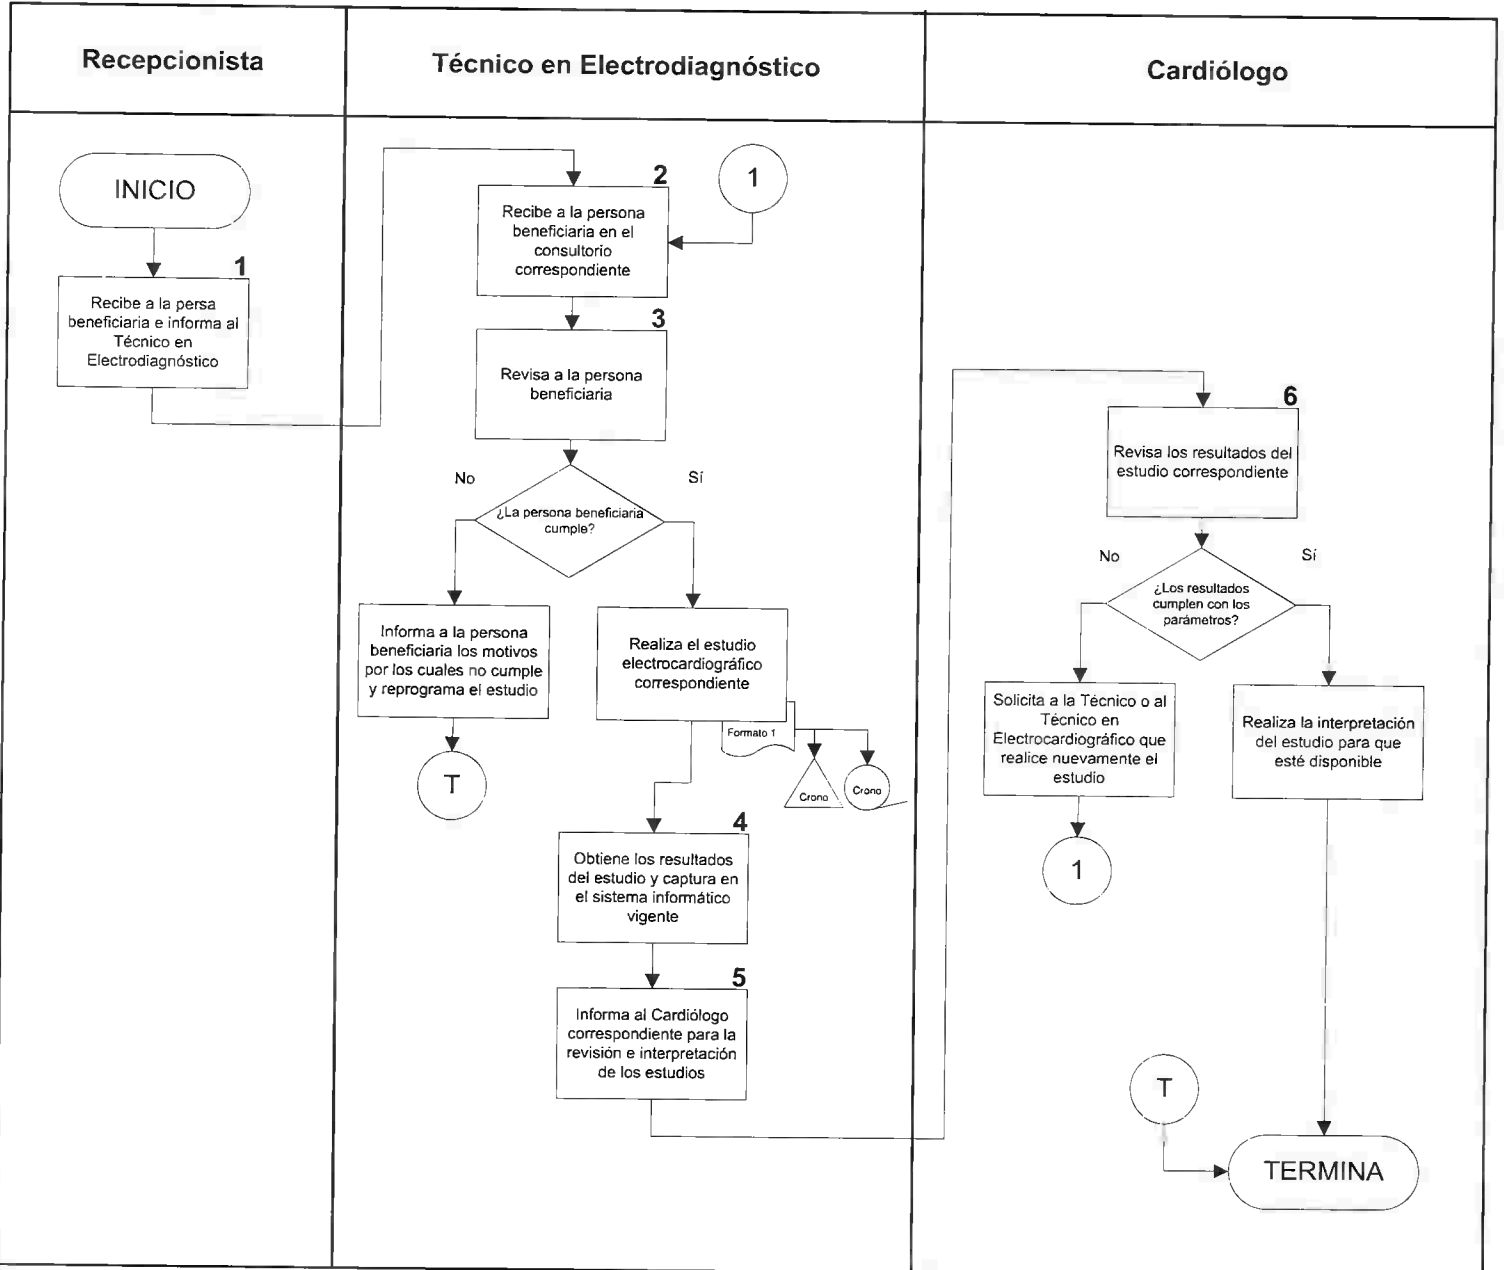 Recepcionista
Técnico en Electrodiagnóstico
Cardiólogo
INICIO
1
Recibe a la persa
beneficiaria e informa al
Técnico en
Electrodiagnóstico
2
1
Recibe a la persona
beneficiaria en el
consultorio
correspondiente
3
Revisa a la persona
beneficiaria
No
Sí
¿La persona beneficiaria
cumple?
Informa a la persona
beneficiaria los motivos
por los cuales no cumple
y reprograma el estudio
T
Realiza el estudio
electrocardiográfico
correspondiente
Formato 1
Crono
Crono
4
Obtiene los resultados
del estudio y captura en
el sistema informático
vigente
5
Informa al Cardiólogo
correspondiente para la
revisión e interpretación
de los estudios
6
Revisa los resultados del
estudio correspondiente
No
Sí
¿Los resultados
cumplen con los
parámetros?
Solicita a la Técnico o al
Técnico en
Electrocardiográfico que
realice nuevamente el
estudio
1
Realiza la interpretación
del estudio para que
esté disponible
T
TERMINA